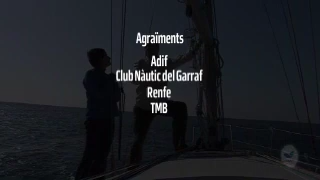 Agraïments
Adif
Club Nàutic del Garraf
Renfe
TMB